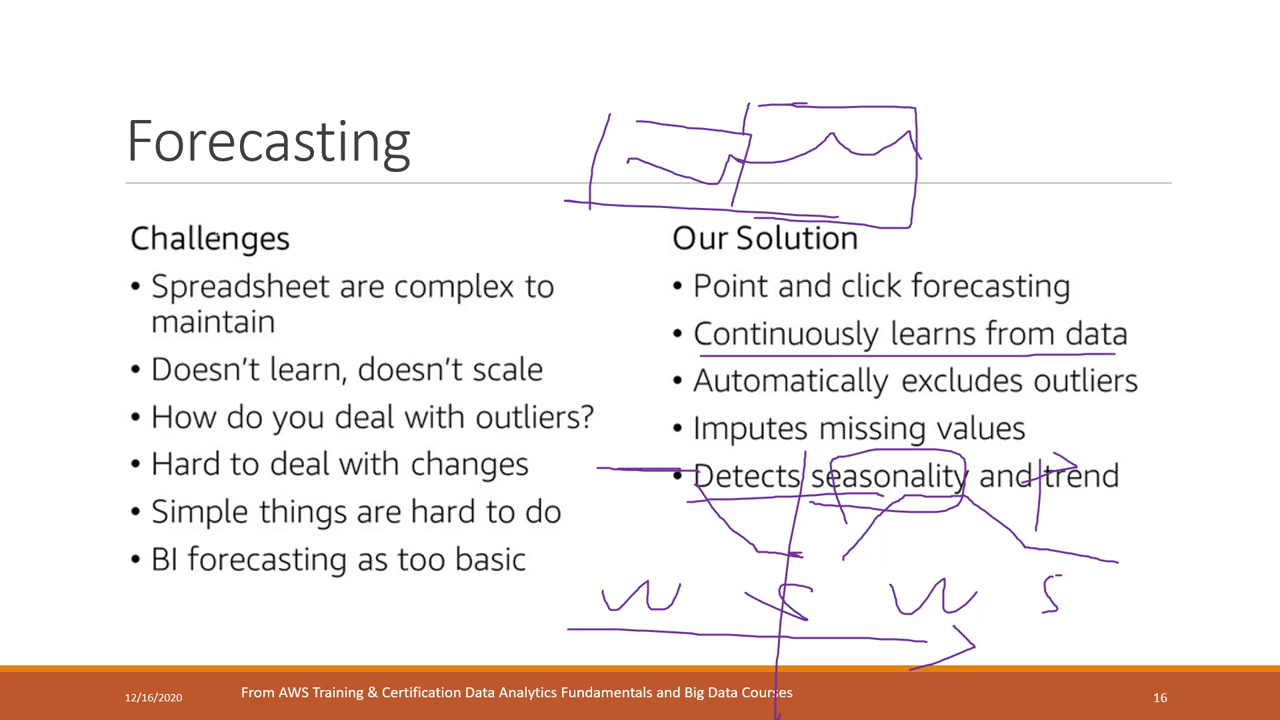 Forecasting
Challenges
• Spreadsheet are complex to
maintain
• Doesn't learn, doesn't scale
• How do you deal with outliers?
• Hard to deal with changes
• Simple things are hard to do
• BI forecasting as too basic
Our Solution
• Point and click forecasting
• Continuously learns from data
• Automatically excludes outliers
• Imputes missing values
• Detects seasonality and trend
W S W S
12/16/2020
From AWS Training & Certification Data Analytics Fundamentals and Big Data Courses
16